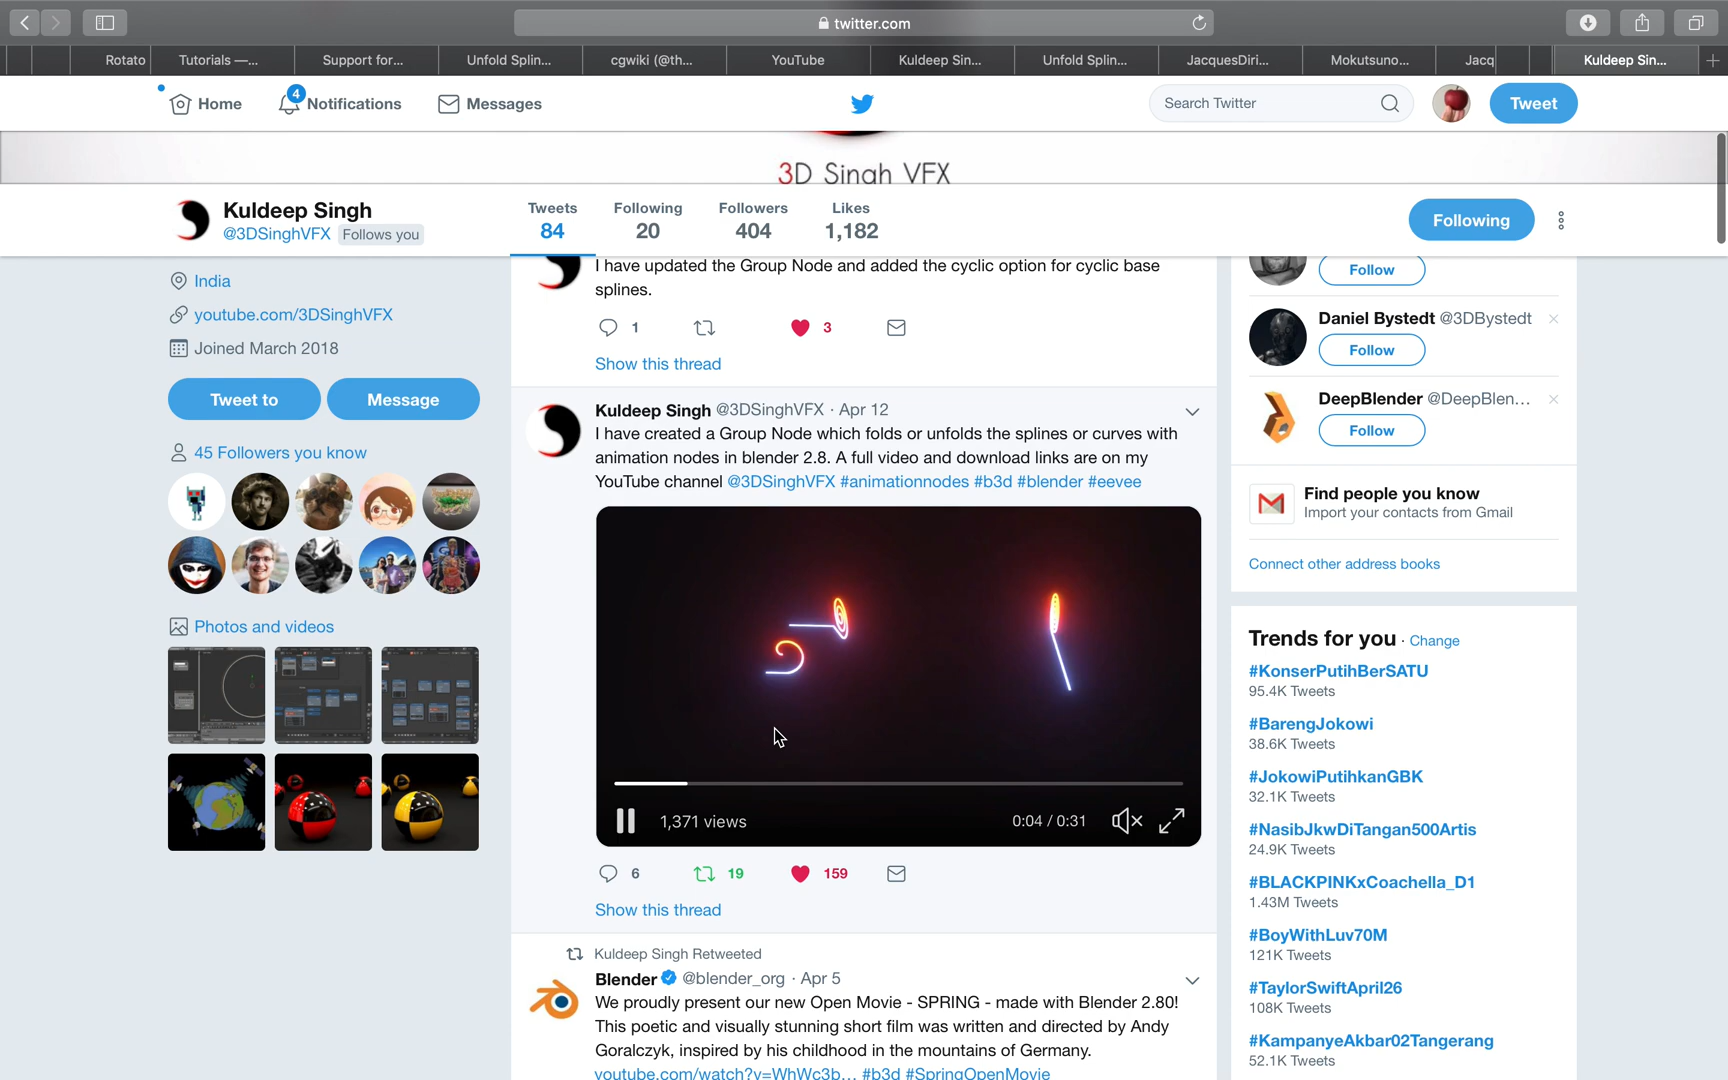 twitter.com
Rotato
Tutorials —...
Support for...
Unfold Splin...
cgwiki (@th...
YouTube
Kuldeep Sin...
Unfold Splin...
JacquesDiri...
Mokutsuno...
Jacq
Kuldeep Sin...
Home
4
Notifications
Messages
Search Twitter
Tweet
3D Singh VFX
Kuldeep Singh
@3DSinghVFX Follows you
Tweets
84
Following
20
Followers
404
Likes
1,182
Following
India
youtube.com/3DSinghVFX
Joined March 2018
Tweet to
Message
45 Followers you know
Photos and videos
I have updated the Group Node and added the cyclic option for cyclic base
splines.
1
3
Show this thread
Kuldeep Singh @3DSinghVFX · Apr 12
I have created a Group Node which folds or unfolds the splines or curves with
animation nodes in blender 2.8. A full video and download links are on my
YouTube channel @3DSinghVFX #animationnodes #b3d #blender #eevee
1,371 views
0:04 / 0:31
6
19
159
Show this thread
Kuldeep Singh Retweeted
Blender @blender_org · Apr 5
We proudly present our new Open Movie - SPRING - made with Blender 2.80!
This poetic and visually stunning short film was written and directed by Andy
Goralczyk, inspired by his childhood in the mountains of Germany.
youtube.com/watch?v=WhWc3b... #b3d #SpringOpenMovie
Follow
Daniel Bystedt @3DBystedt
Follow
DeepBlender @DeepBlen...
Follow
Find people you know
Import your contacts from Gmail
Connect other address books
Trends for you · Change
#KonserPutihBerSATU
95.4K Tweets
#BarengJokowi
38.6K Tweets
#JokowiPutihkanGBK
32.1K Tweets
#NasibJkwDiTangan500Artis
24.9K Tweets
#BLACKPINKxCoachella_D1
1.43M Tweets
#BoyWithLuv70M
121K Tweets
#TaylorSwiftApril26
108K Tweets
#KampanyeAkbar02Tangerang
52.1K Tweets